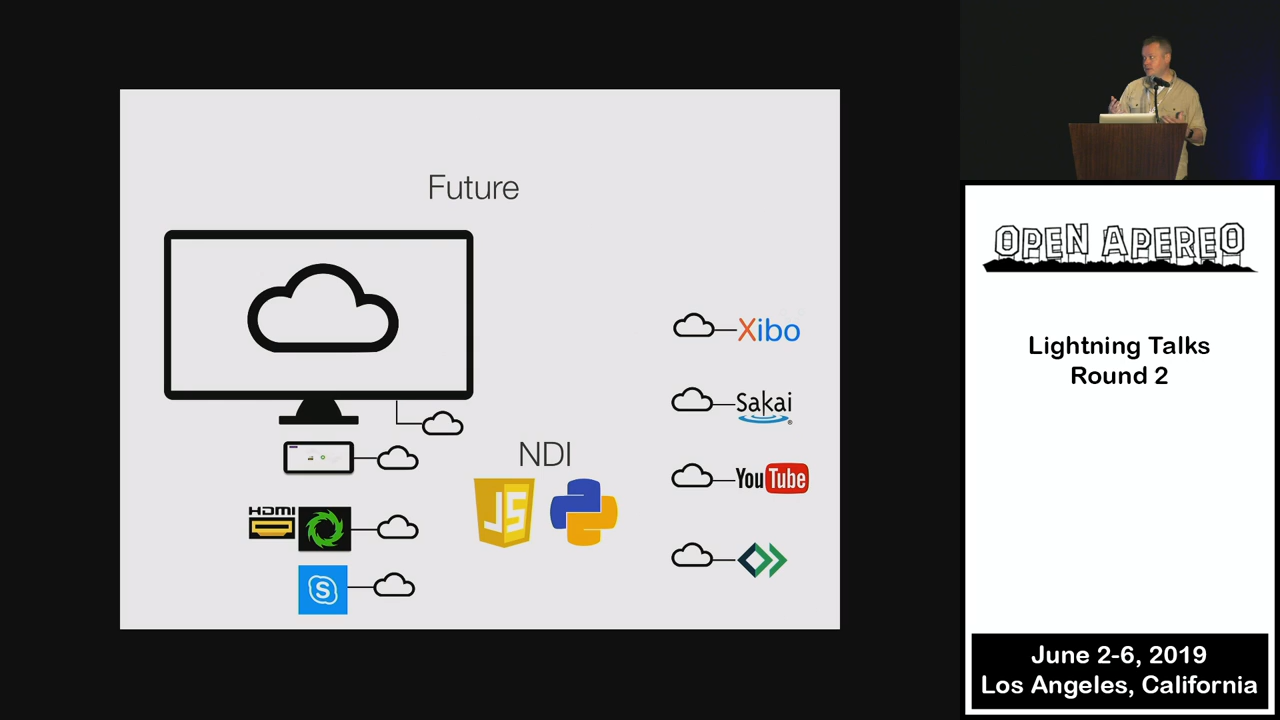 Future
Xibo
Sakai
®
YouTube
NDI
JS
HDMI
S
OPEN APEREO
Lightning Talks
Round 2
June 2-6, 2019
Los Angeles, California